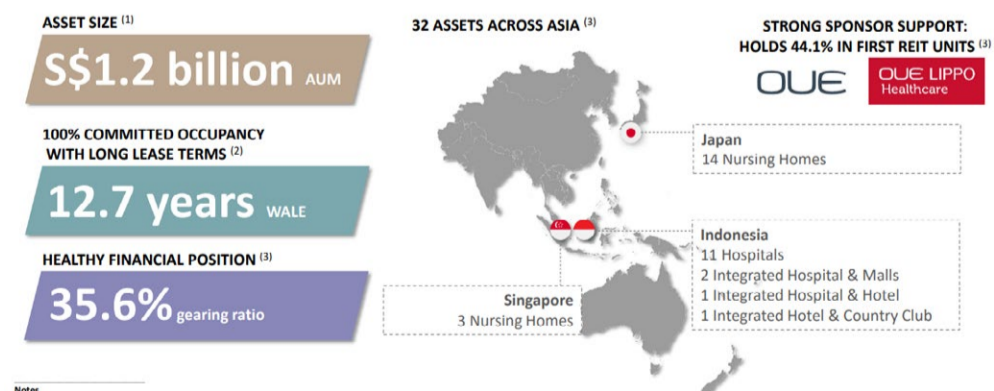 ASSET SIZE (1)
S$1.2 billion AUM
100% COMMITTED OCCUPANCY
WITH LONG LEASE TERMS (2)
12.7 years WALE
HEALTHY FINANCIAL POSITION (3)
35.6% gearing ratio
32 ASSETS ACROSS ASIA (3)
Japan
14 Nursing Homes
Indonesia
11 Hospitals
2 Integrated Hospital & Malls
1 Integrated Hospital & Hotel
1 Integrated Hotel & Country Club
Singapore
3 Nursing Homes
STRONG SPONSOR SUPPORT:
HOLDS 44.1% IN FIRST REIT UNITS (3)
OUE
OUE LIPPO
Healthcare
Notes